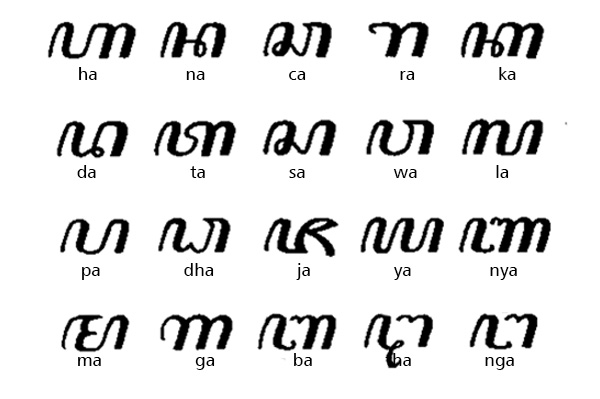 ꦲ ꦤ ꦕ ꦫ ꦏ
ha na ca ra ka
ꦢ ꦠ ꦱ ꦮ ꦭ
da ta sa wa la
ꦥ ꦝ ꦗ ꦪ ꦚ
pa dha ja ya nya
ꦩ ꦒ ꦧ ꦛ ꦔ
ma ga ba tha nga